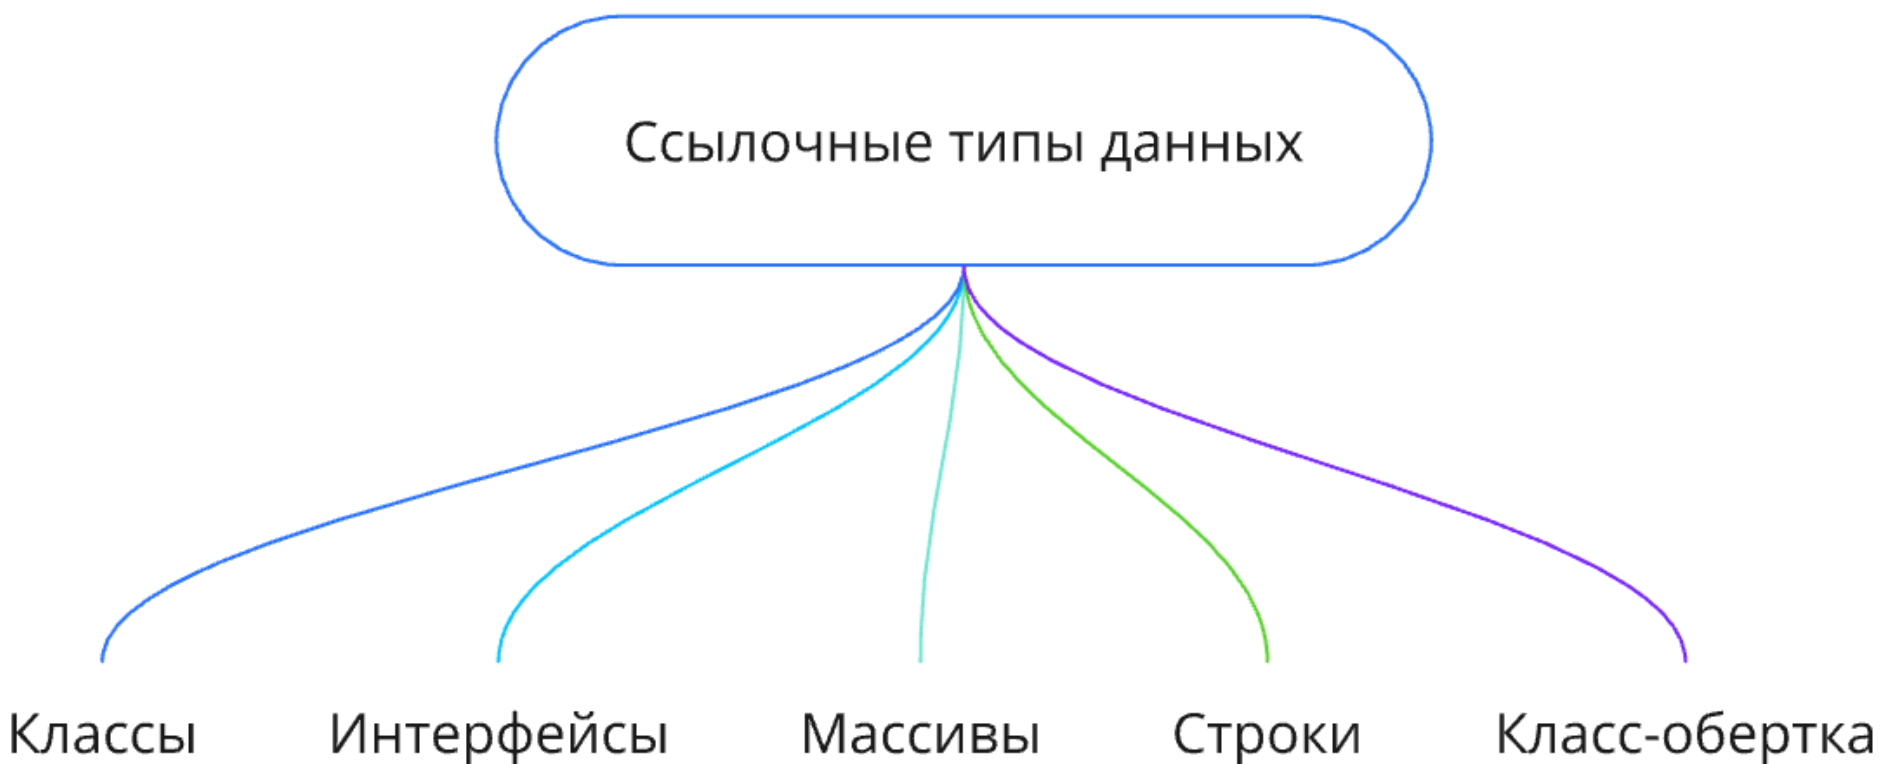 Ссылочные типы данных
Классы
Интерфейсы
Массивы
Строки
Класс-обертка